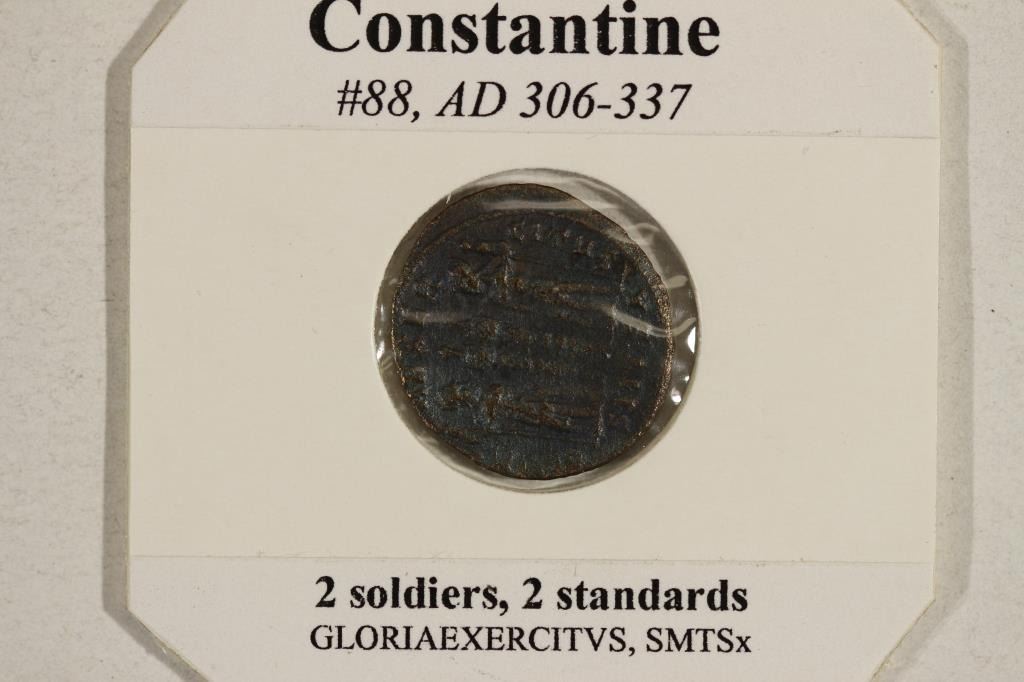 Constantine
#88, AD 306-337
2 soldiers, 2 standards
GLORIAEXERCITVS, SMTSx